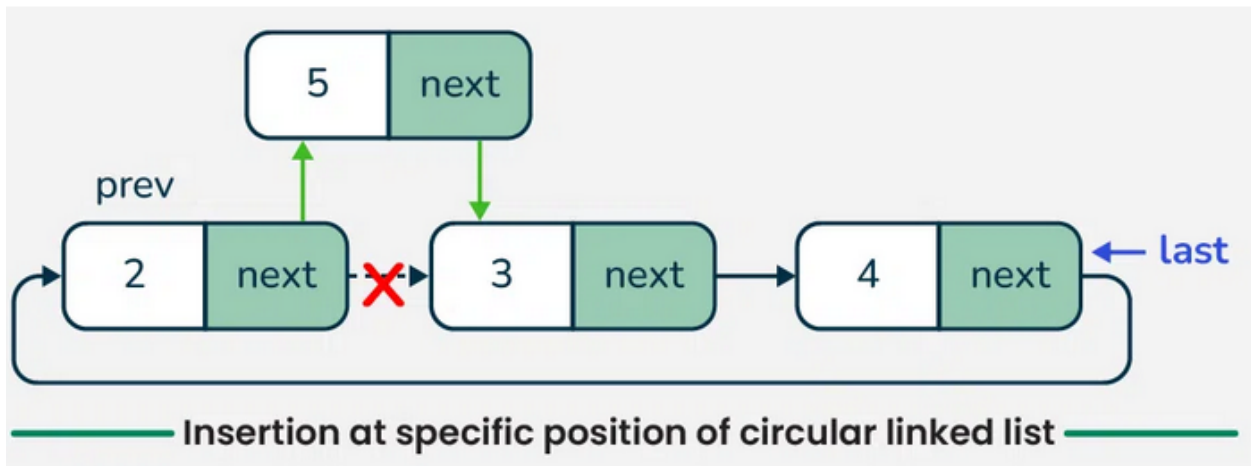 5 next
prev
2 next 3 next 4 next last
Insertion at specific position of circular linked list